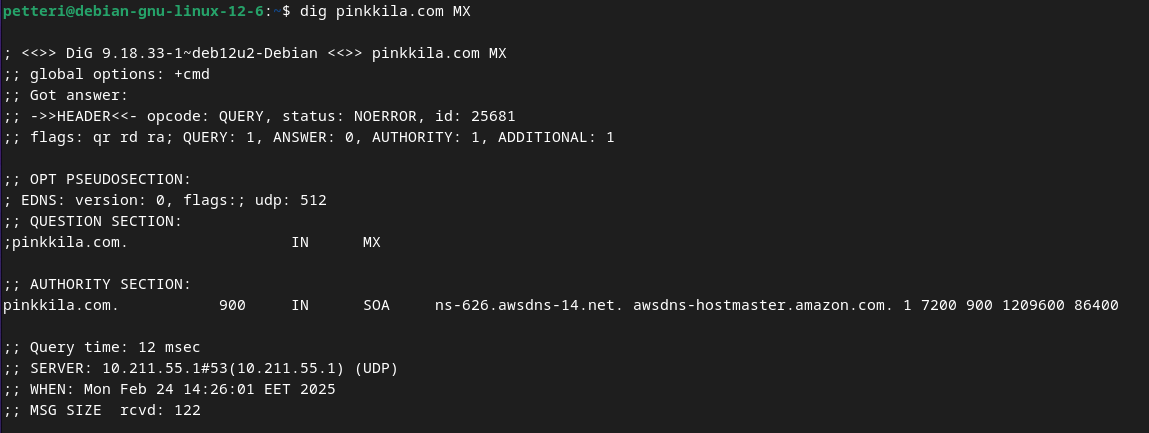 petteri@debian-gnu-linux-12-6:~$ dig pinkkila.com MX
; <<>> DiG 9.18.33-1~deb12u2-Debian <<>> pinkkila.com MX
;; global options: +cmd
;; Got answer:
;; ->>HEADER<<- opcode: QUERY, status: NOERROR, id: 25681
;; flags: qr rd ra; QUERY: 1, ANSWER: 0, AUTHORITY: 1, ADDITIONAL: 1
;; OPT PSEUDOSECTION:
; EDNS: version: 0, flags:; udp: 512
;; QUESTION SECTION:
;pinkkila.com. IN MX
;; AUTHORITY SECTION:
pinkkila.com. 900 IN SOA ns-626.awsdns-14.net. awsdns-hostmaster.amazon.com. 1 7200 900 1209600 86400
;; Query time: 12 msec
;; SERVER: 10.211.55.1#53(10.211.55.1) (UDP)
;; WHEN: Mon Feb 24 14:26:01 EET 2025
;; MSG SIZE  rcvd: 122